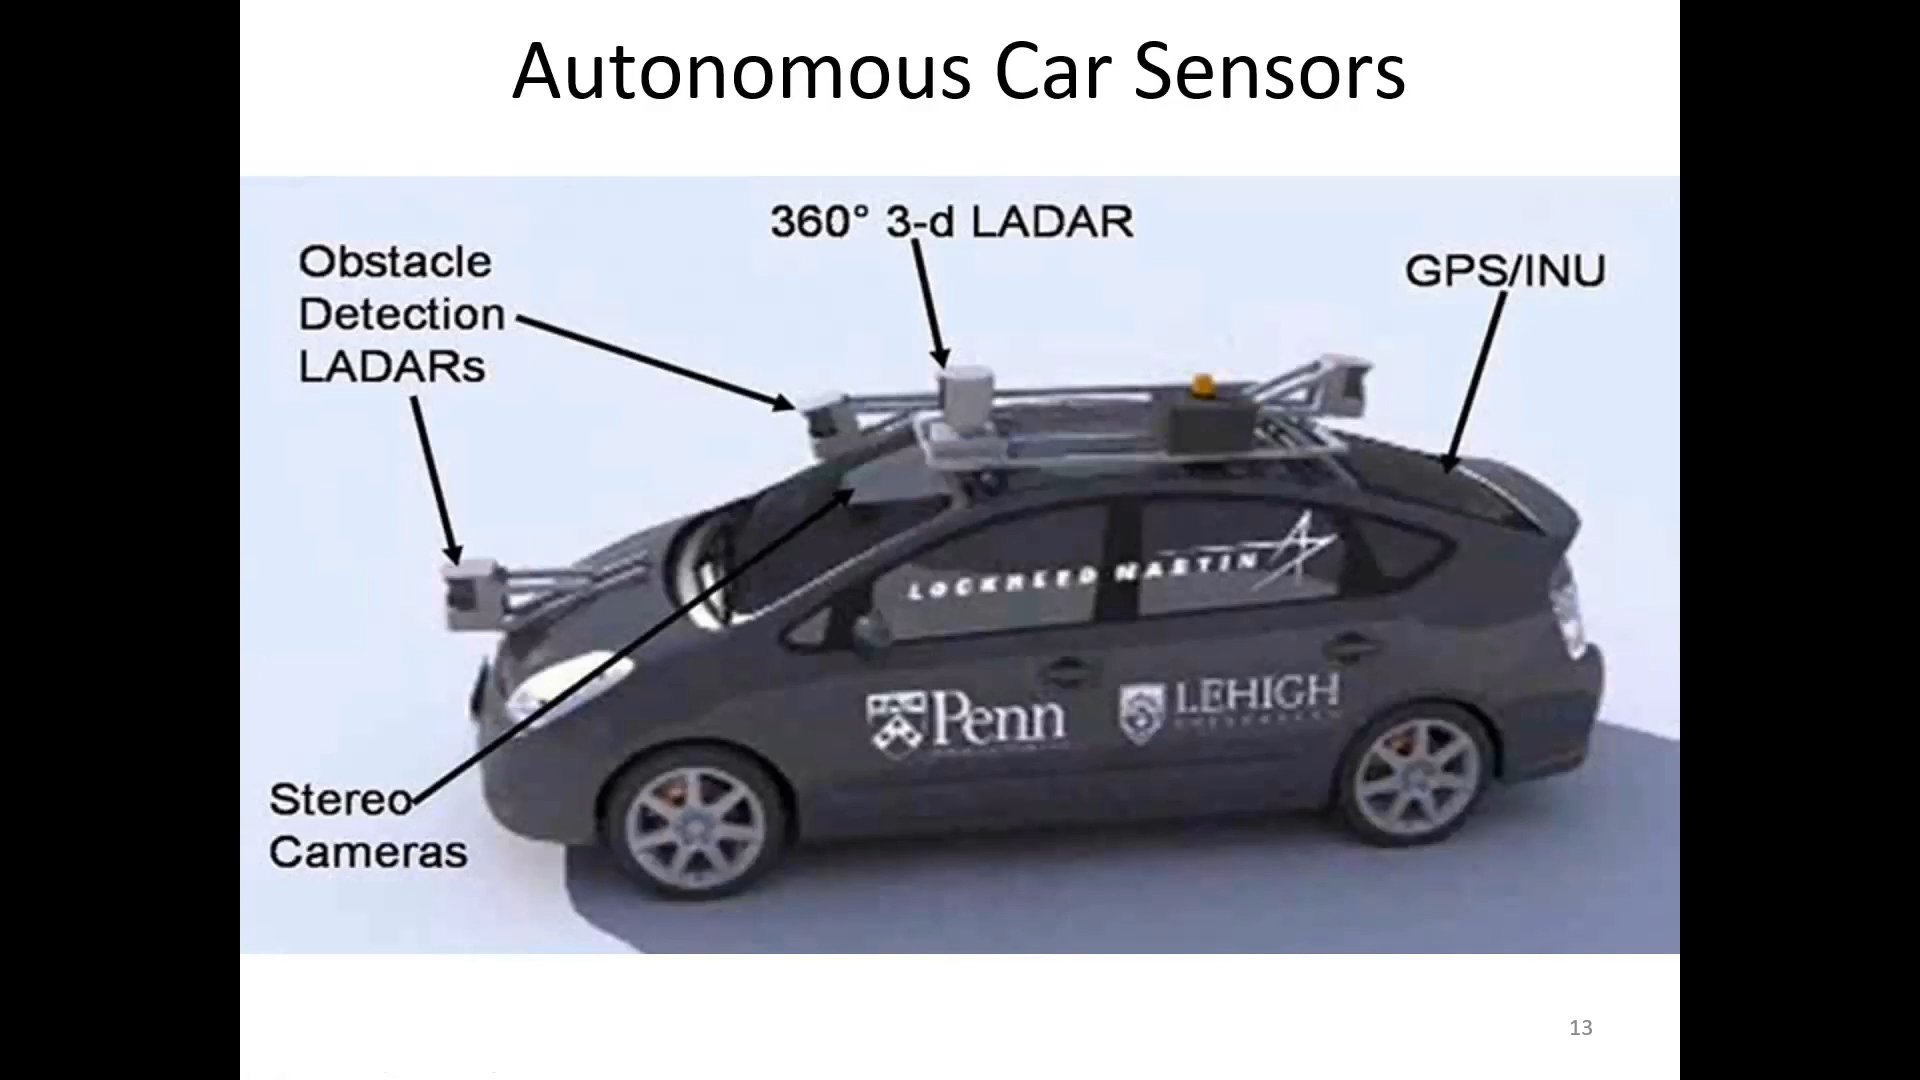 Autonomous Car Sensors
360° 3-d LADAR
Obstacle
Detection
LADARs
GPS/INU
LOCKHEED MARTIN
Penn
LEHIGH
Stereo
Cameras
13